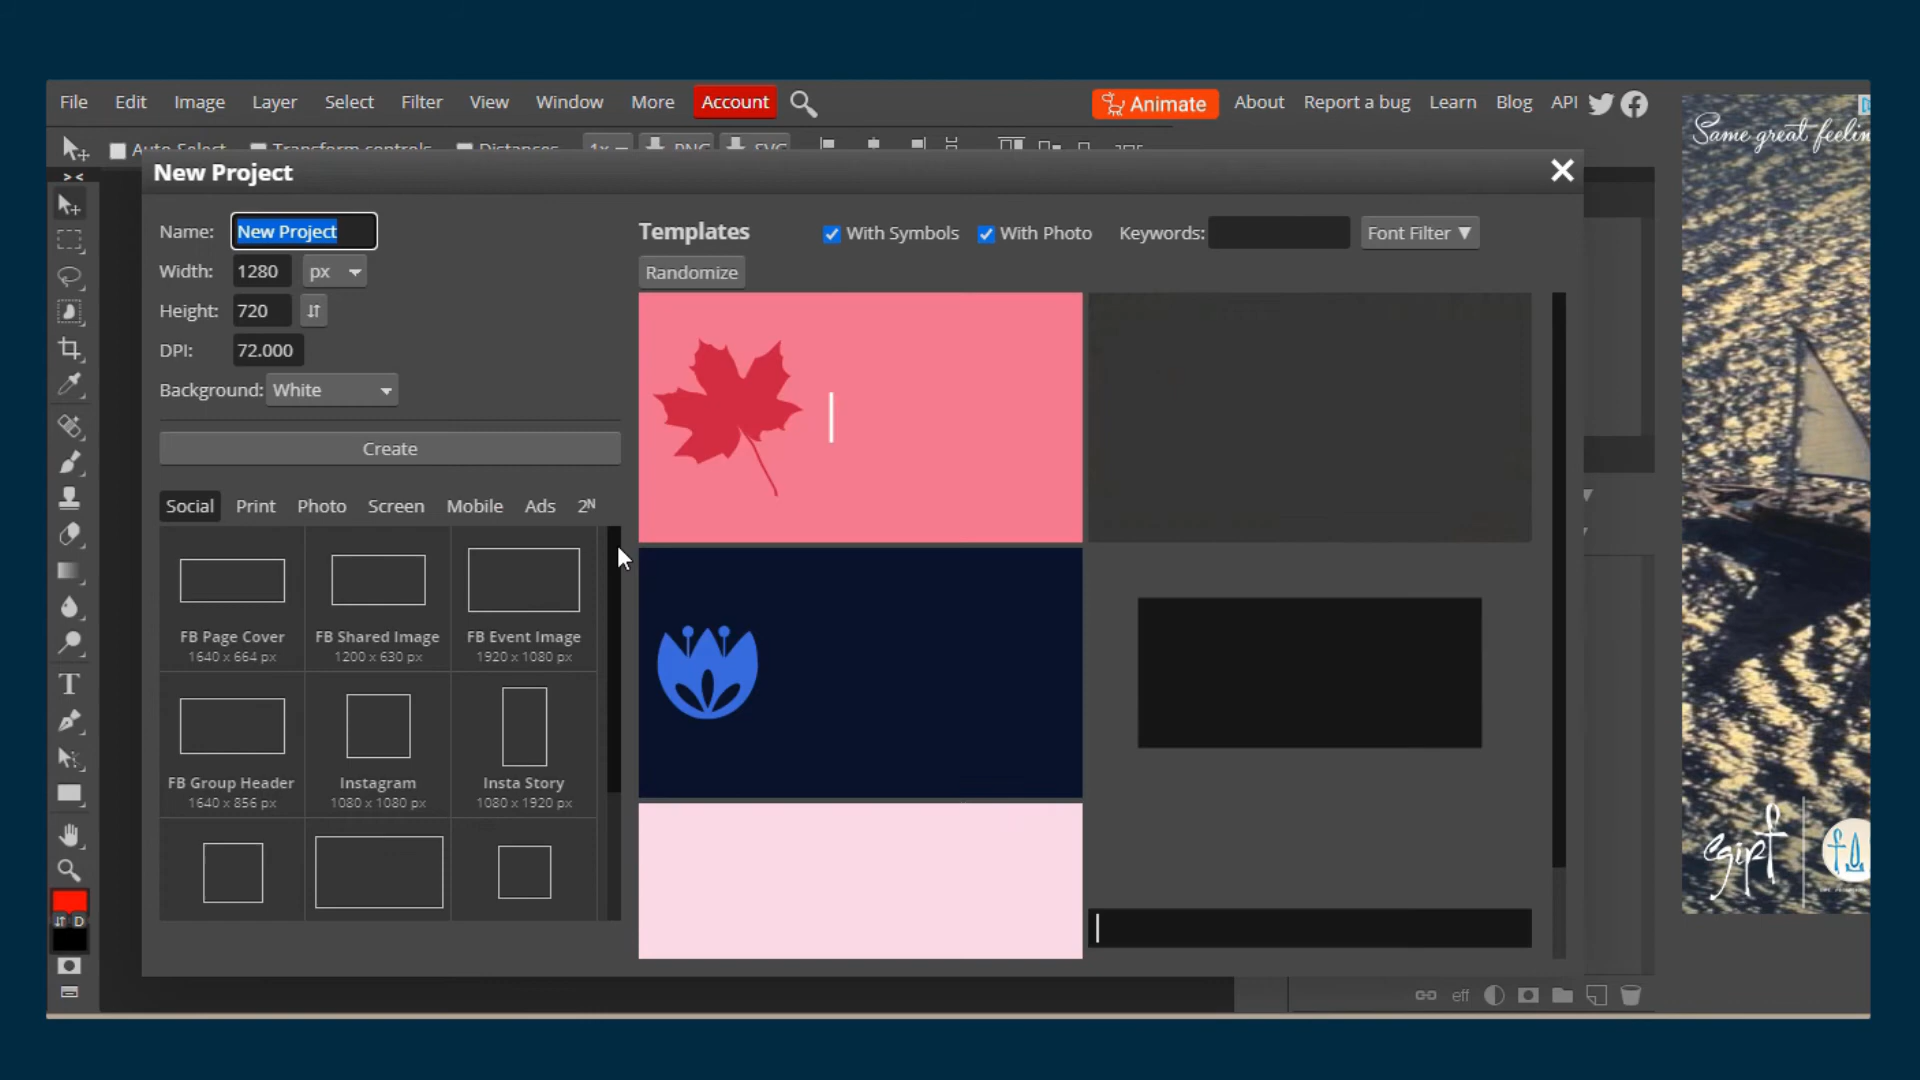 File Edit Image Layer Select Filter View Window More Account Animate About Report a bug Learn Blog API
Same great feelin
Auto-Select Transform controls Distances 1x PNG SVG
> <
New Project
Name: New Project
Width: 1280 px
Height: 720
DPI: 72.000
Background: White
Create
Social Print Photo Screen Mobile Ads 2ᴺ
FB Page Cover
1640 x 664 px
FB Shared Image
1200 x 630 px
FB Event Image
1920 x 1080 px
FB Group Header
1640 x 856 px
Instagram
1080 x 1080 px
Insta Story
1080 x 1920 px
Templates With Symbols With Photo Keywords: Font Filter ▼
Randomize
T
D
eff
egipt